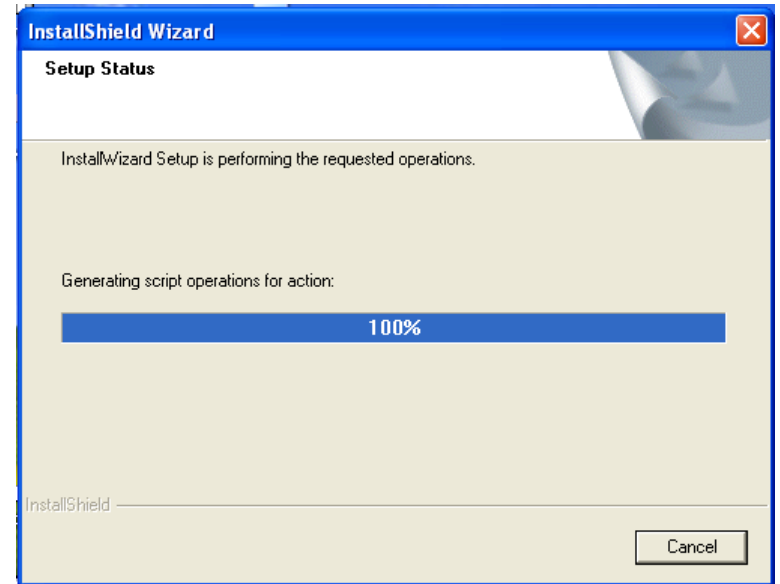 InstallShield Wizard
Setup Status
InstallWizard Setup is performing the requested operations.
Generating script operations for action:
100%
InstallShield
Cancel